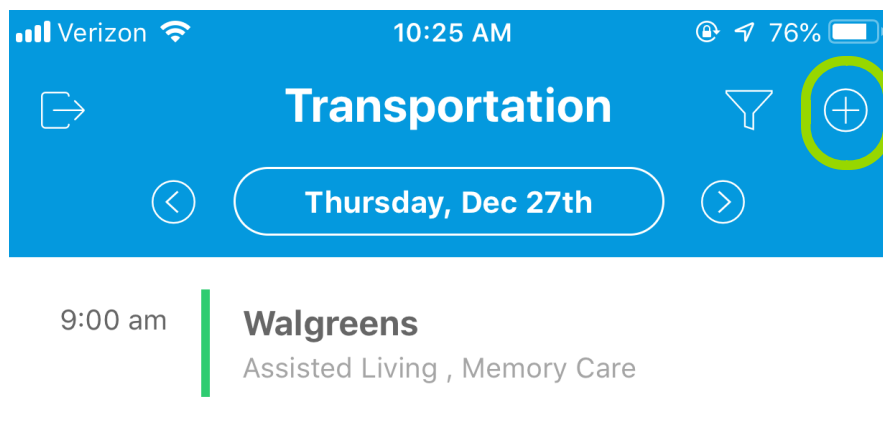 Verizon 10:25 AM 76%
Transportation
Thursday, Dec 27th
9:00 am Walgreens
Assisted Living , Memory Care